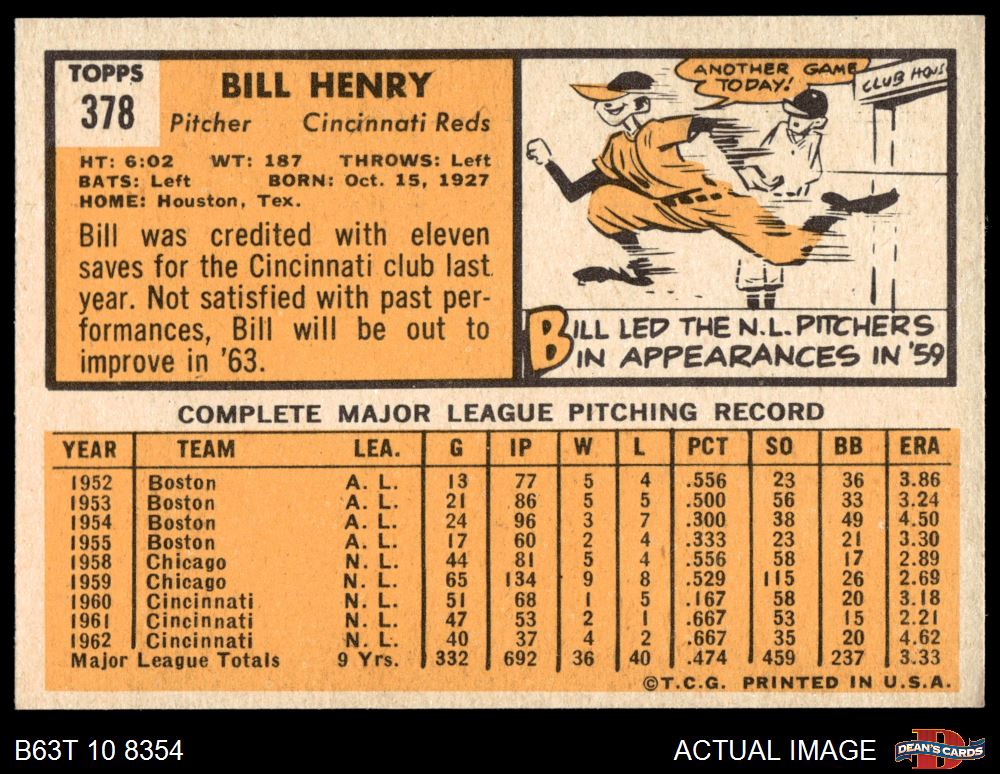 TOPPS
378
BILL HENRY
Pitcher Cincinnati Reds
HT: 6:02 WT: 187 THROWS: Left
BATS: Left BORN: Oct. 15, 1927
HOME: Houston, Tex.
Bill was credited with eleven
saves for the Cincinnati club last
year. Not satisfied with past per-
formances, Bill will be out to
improve in '63.
ANOTHER GAME
TODAY!
CLUB HOUS
BILL LED THE N.L. PITCHERS
IN APPEARANCES IN '59
COMPLETE MAJOR LEAGUE PITCHING RECORD
YEAR TEAM LEA. G IP W L PCT SO BB ERA
1952 Boston A. L. 13 77 5 4 .556 23 36 3.86
1953 Boston A. L. 21 86 5 5 .500 56 33 3.24
1954 Boston A. L. 24 96 3 7 .300 38 49 4.50
1955 Boston A. L. 17 60 2 4 .333 23 21 3.30
1958 Chicago N. L. 44 81 5 4 .556 58 17 2.89
1959 Chicago N. L. 65 134 9 8 .529 115 26 2.69
1960 Cincinnati N. L. 51 68 1 5 .167 58 20 3.18
1961 Cincinnati N. L. 47 53 2 1 .667 53 15 2.21
1962 Cincinnati N. L. 40 37 4 2 .667 35 20 4.62
Major League Totals 9 Yrs. 332 692 36 40 .474 459 237 3.33
©T.C.G. PRINTED IN U.S.A.
B63T 10 8354
ACTUAL IMAGE
DEAN'S CARDS